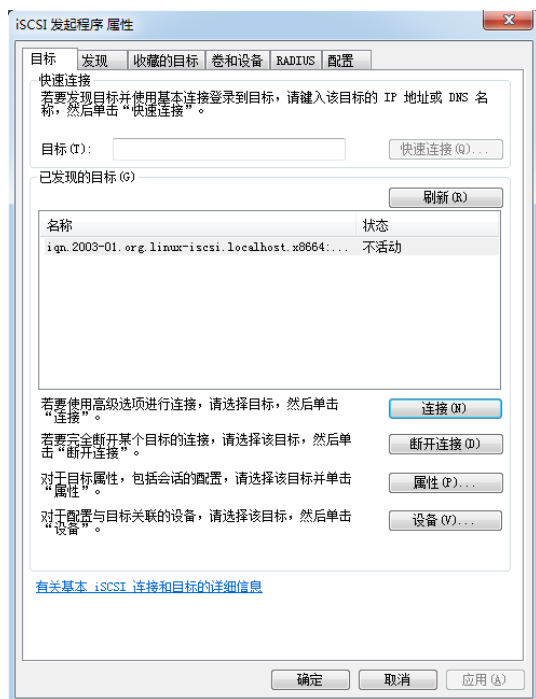 iSCSI 发起程序 属性
目标 发现 收藏的目标 卷和设备 RADIUS 配置
快速连接
若要发现目标并使用基本连接登录到目标，请键入该目标的 IP 地址或 DNS 名
称，然后单击“快速连接”。
目标(T): 快速连接(Q)...
已发现的目标(G)
刷新(R)
名称 状态
iqn.2003-01.org.linux-iscsi.localhost.x8664:... 不活动
若要使用高级选项进行连接，请选择目标，然后单击
“连接”。
连接(N)
若要完全断开某个目标的连接，请选择该目标，然后单
击“断开连接”。
断开连接(D)
对于目标属性，包括会话的配置，请选择该目标并单击
“属性”。
属性(P)...
对于配置与目标关联的设备，请选择该目标，然后单击
“设备”。
设备(V)...
有关基本 iSCSI 连接和目标的详细信息
确定 取消 应用(A)